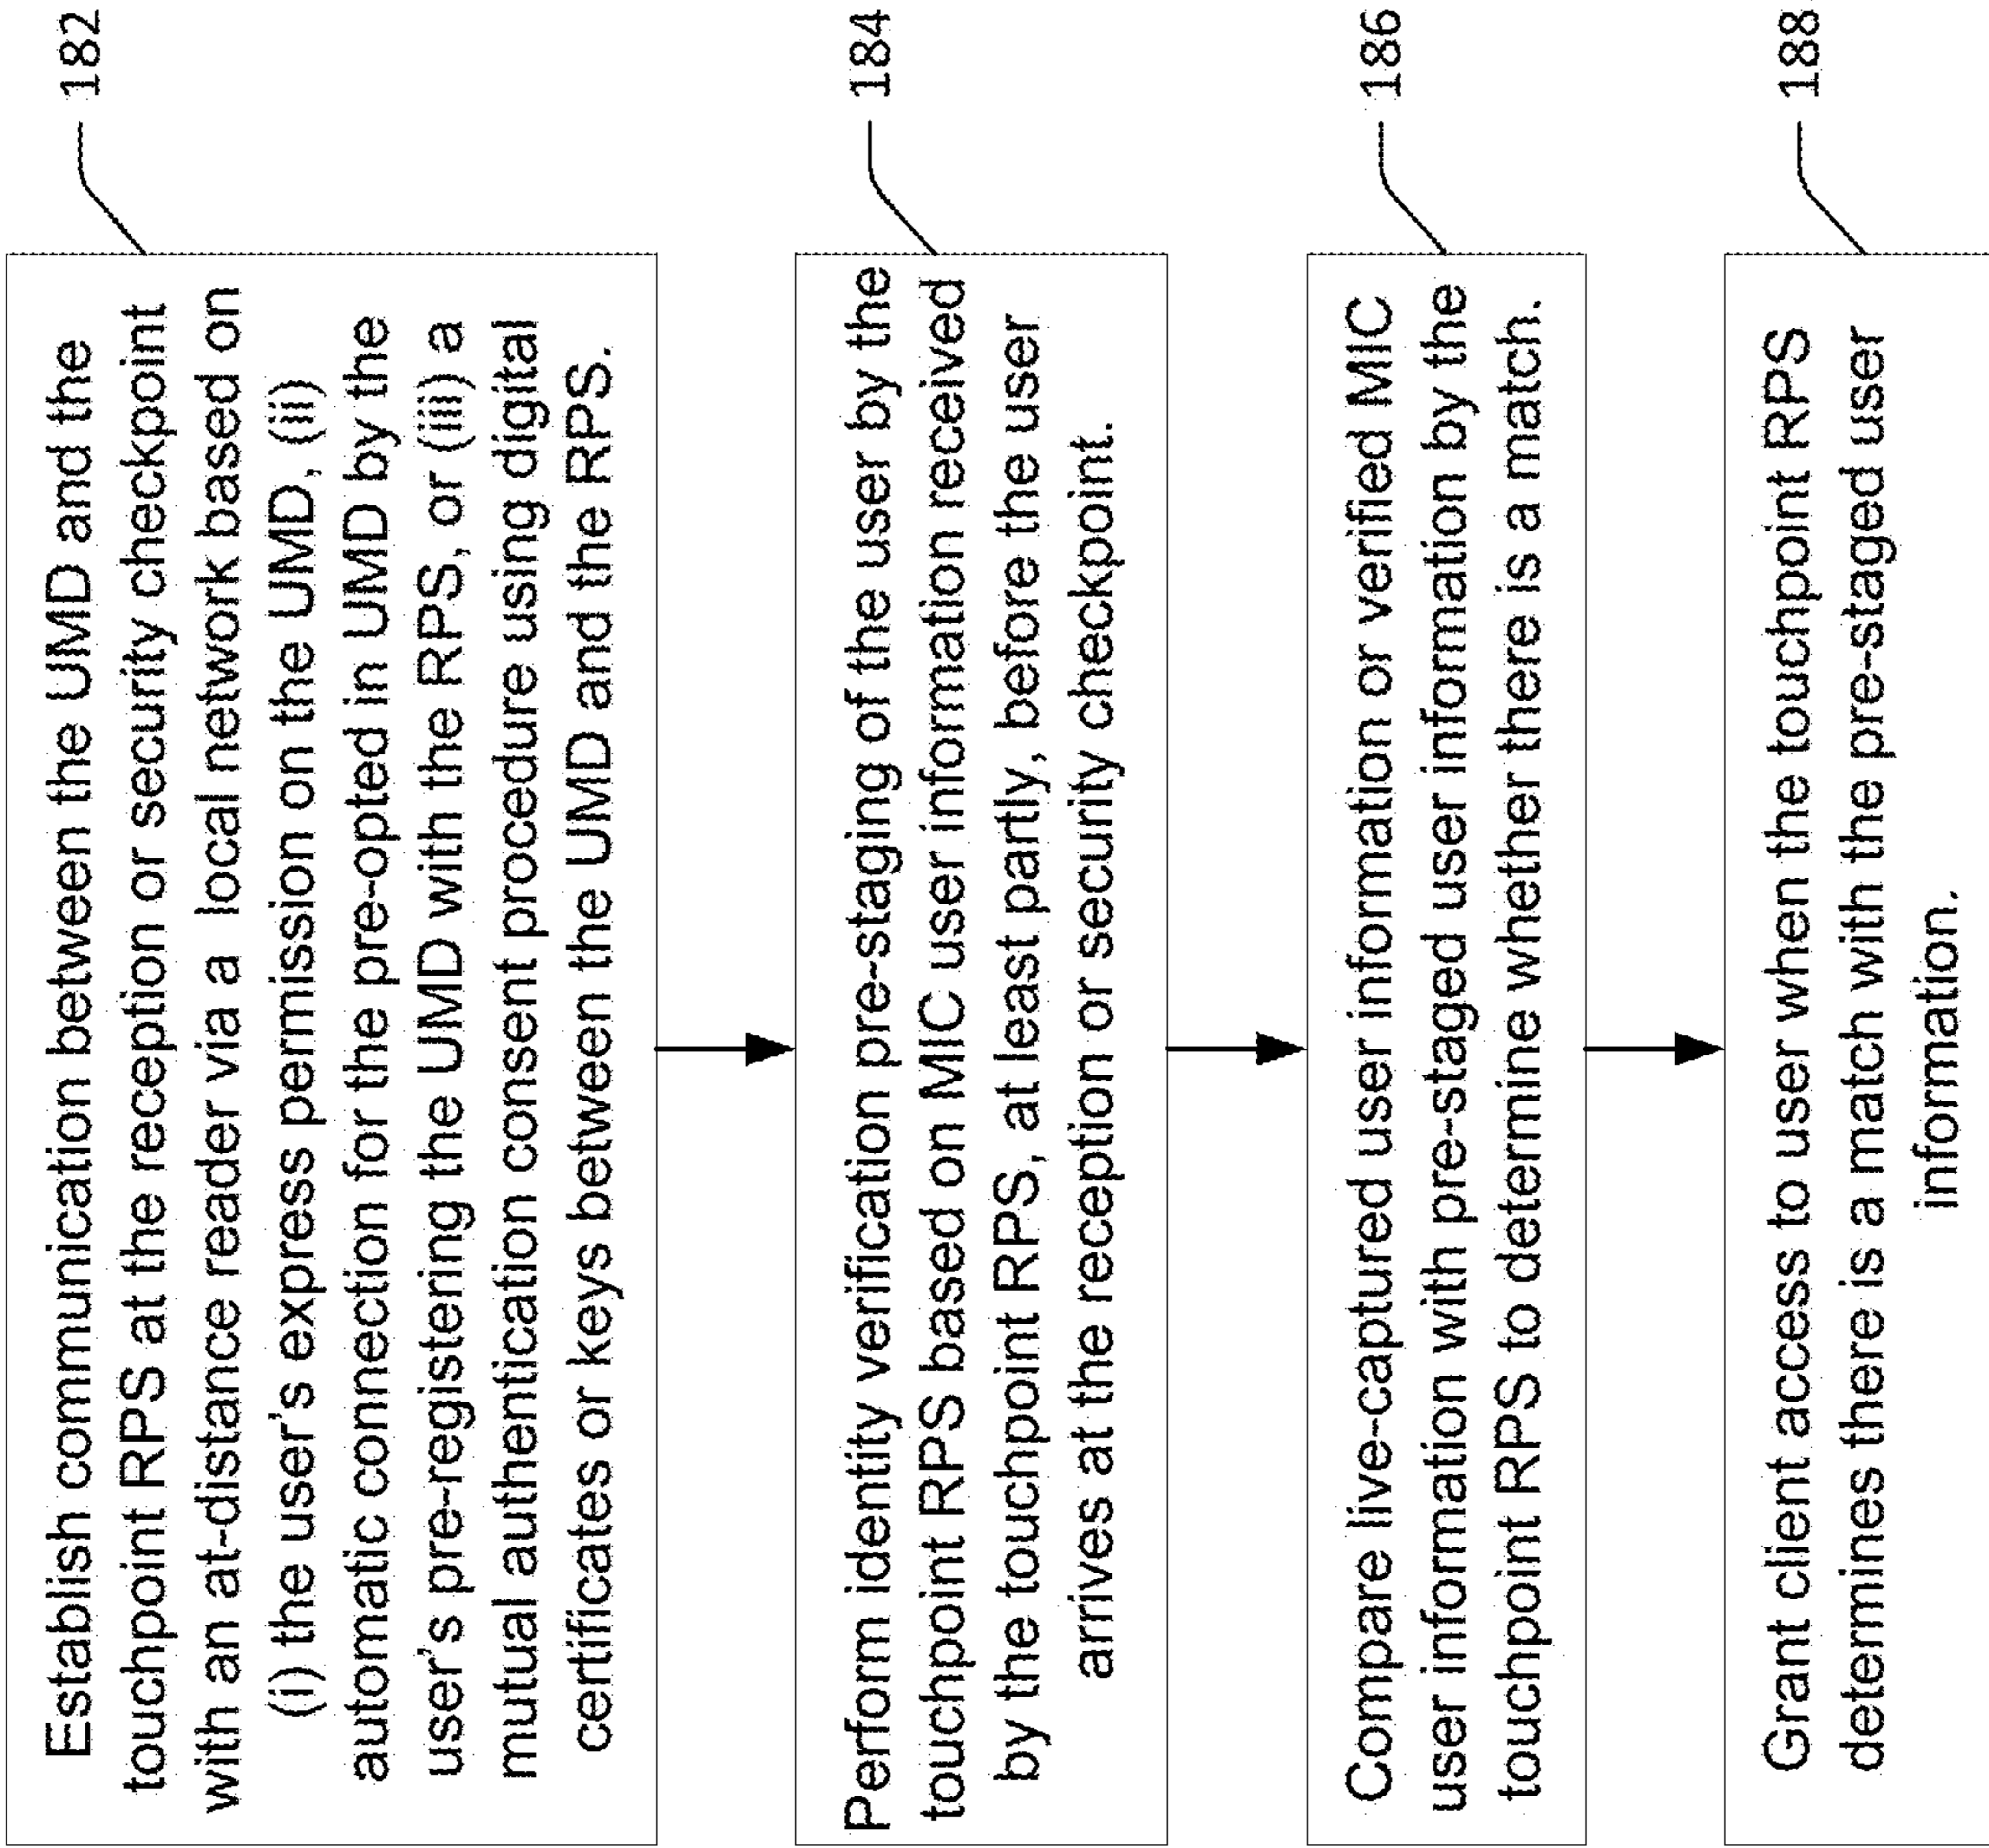 Establish communication between the UMD and the
touchpoint RPS at the reception or security checkpoint
with an at-distance reader via a local network based on
(i) the user's express permission on the UMD, (ii)
automatic connection for the pre-opted in UMD by the
user's pre-registering the UMD with the RPS, or (iii) a
mutual authentication consent procedure using digital
certificates or keys between the UMD and the RPS.
182
Perform identity verification pre-staging of the user by the
touchpoint RPS based on MIC user information received
by the touchpoint RPS, at least partly, before the user
arrives at the reception or security checkpoint.
184
Compare live-captured user information or verified MIC
user information with pre-staged user information by the
touchpoint RPS to determine whether there is a match.
186
Grant client access to user when the touchpoint RPS
determines there is a match with the pre-staged user
information.
188